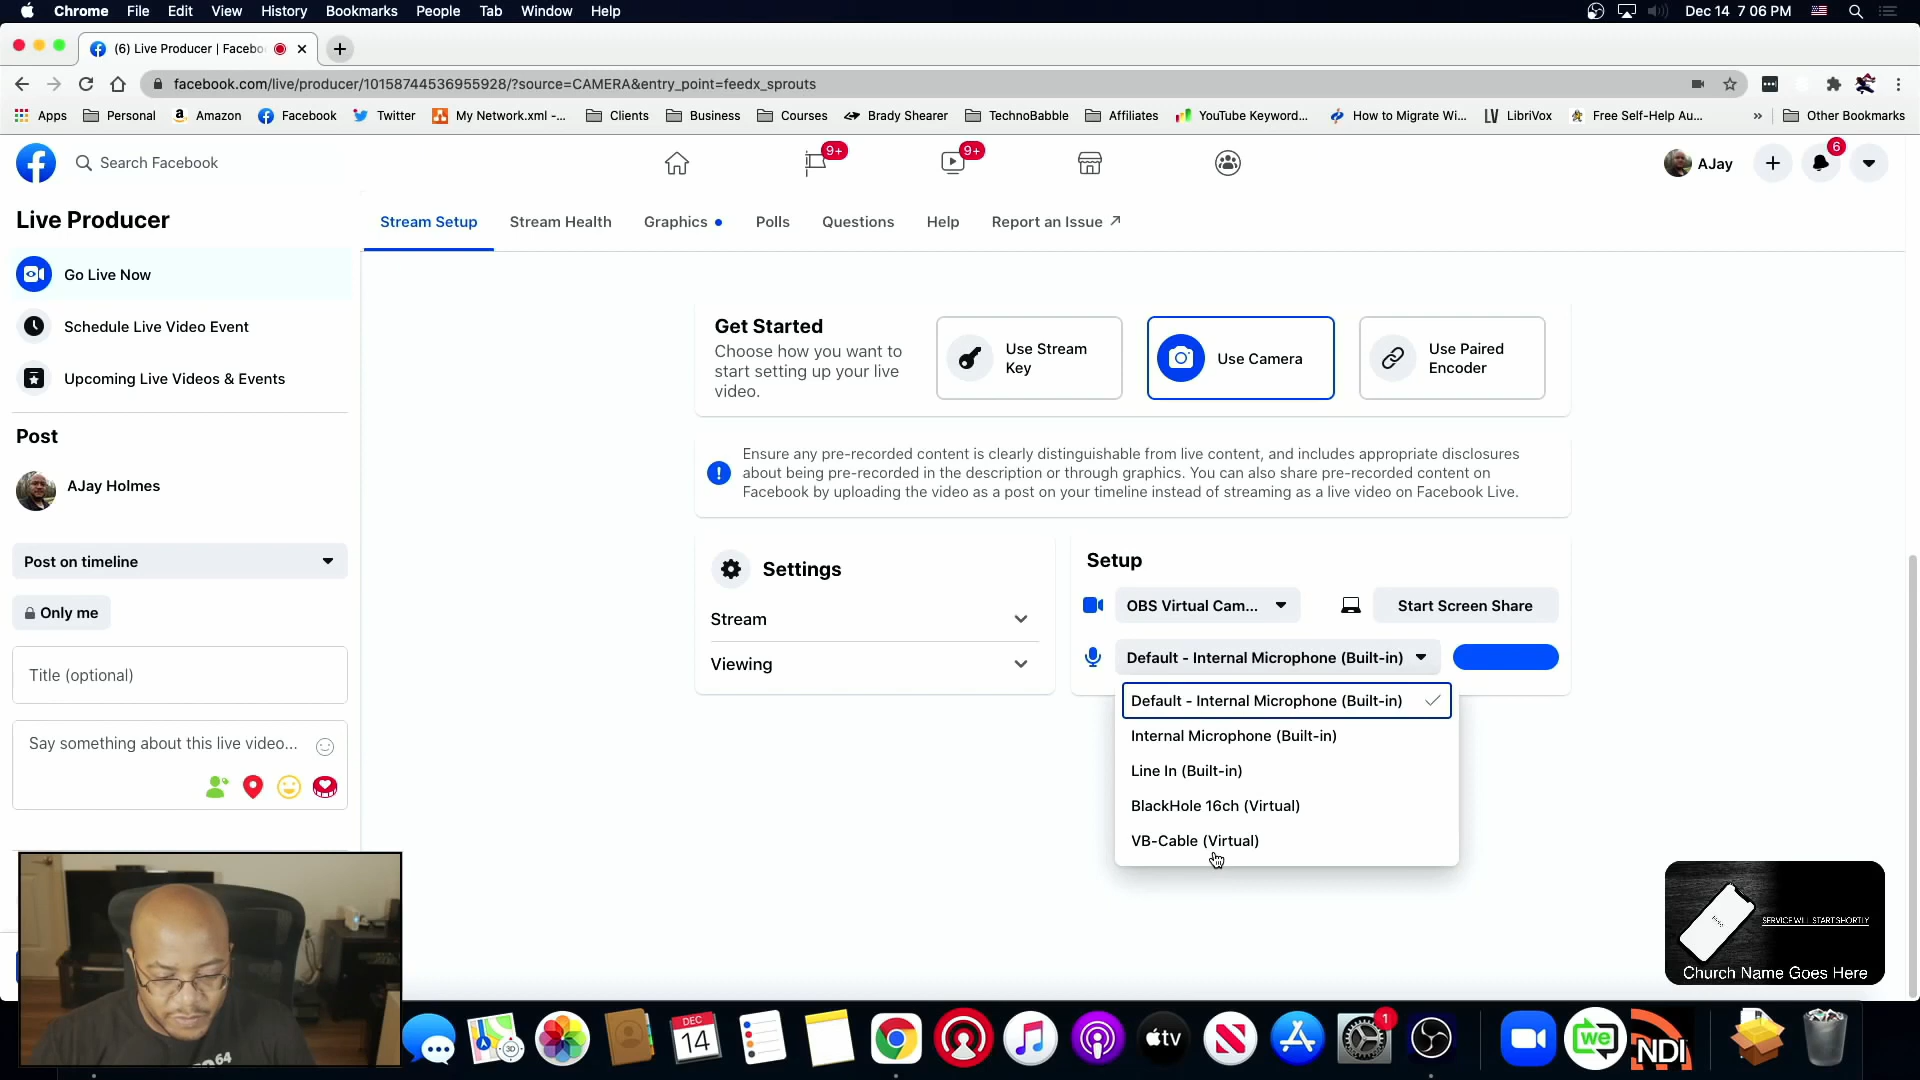 Chrome File Edit View History Bookmarks People Tab Window Help
Dec 14 7:06 PM
(6) Live Producer | Facebo
facebook.com/live/producer/10158744536955928/?source=CAMERA&entry_point=feedx_sprouts
Apps Personal Amazon Facebook Twitter My Network.xml -... Clients Business Courses Brady Shearer TechnoBabble Affiliates YouTube Keyword... How to Migrate Wi... LibriVox Free Self-Help Au... » Other Bookmarks
Search Facebook
9+
9+
AJay
6
Live Producer
Stream Setup Stream Health Graphics Polls Questions Help Report an Issue
Go Live Now
Schedule Live Video Event
Upcoming Live Videos & Events
Post
AJay Holmes
Post on timeline
Only me
Title (optional)
Say something about this live video...
Get Started
Choose how you want to
start setting up your live
video.
Use Stream
Key
Use Camera
Use Paired
Encoder
Ensure any pre-recorded content is clearly distinguishable from live content, and includes appropriate disclosures
about being pre-recorded in the description or through graphics. You can also share pre-recorded content on
Facebook by uploading the video as a post on your timeline instead of streaming as a live video on Facebook Live.
Settings
Stream
Viewing
Setup
OBS Virtual Cam...
Start Screen Share
Default - Internal Microphone (Built-in)
Default - Internal Microphone (Built-in)
Internal Microphone (Built-in)
Line In (Built-in)
BlackHole 16ch (Virtual)
VB-Cable (Virtual)
SERVICE WILL START SHORTLY
Church Name Goes Here
64
3D
DEC
14
tv
1
we
NDI